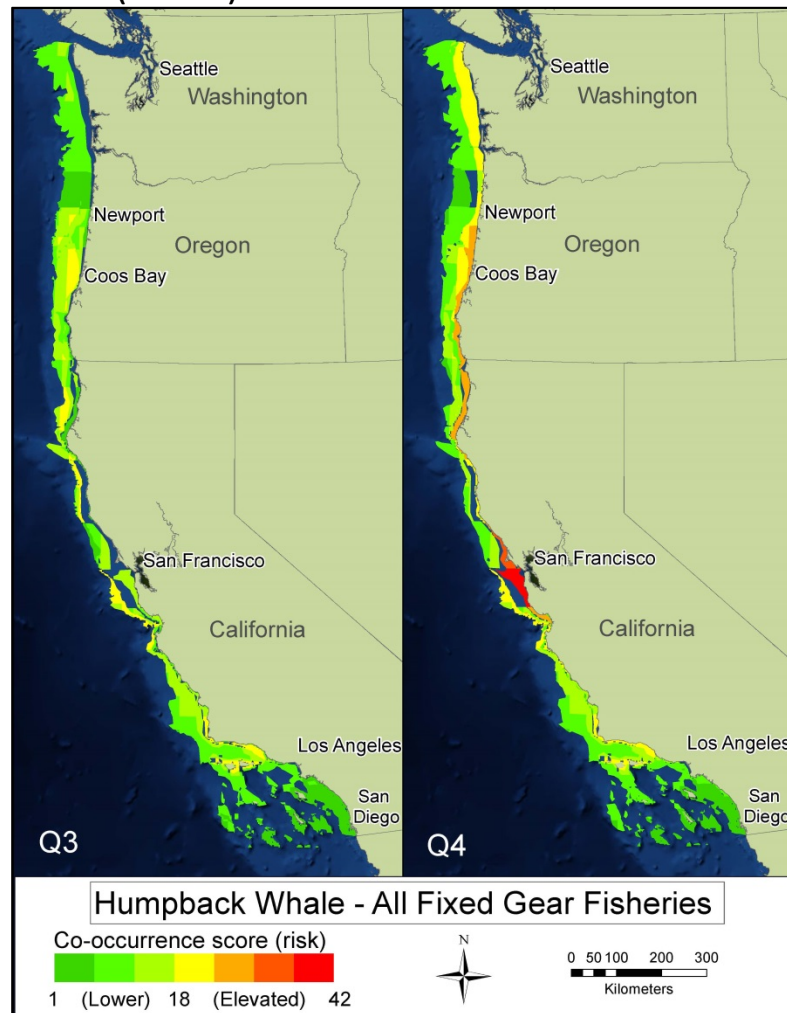 Seattle
Washington
Newport
Oregon
Coos Bay
San Francisco
California
Los Angeles
San
Diego
Q3
Seattle
Washington
Newport
Oregon
Coos Bay
San Francisco
California
Los Angeles
San
Diego
Q4
Humpback Whale - All Fixed Gear Fisheries
Co-occurrence score (risk)
1 (Lower) 18 (Elevated) 42
N
0 50 100 200 300
Kilometers